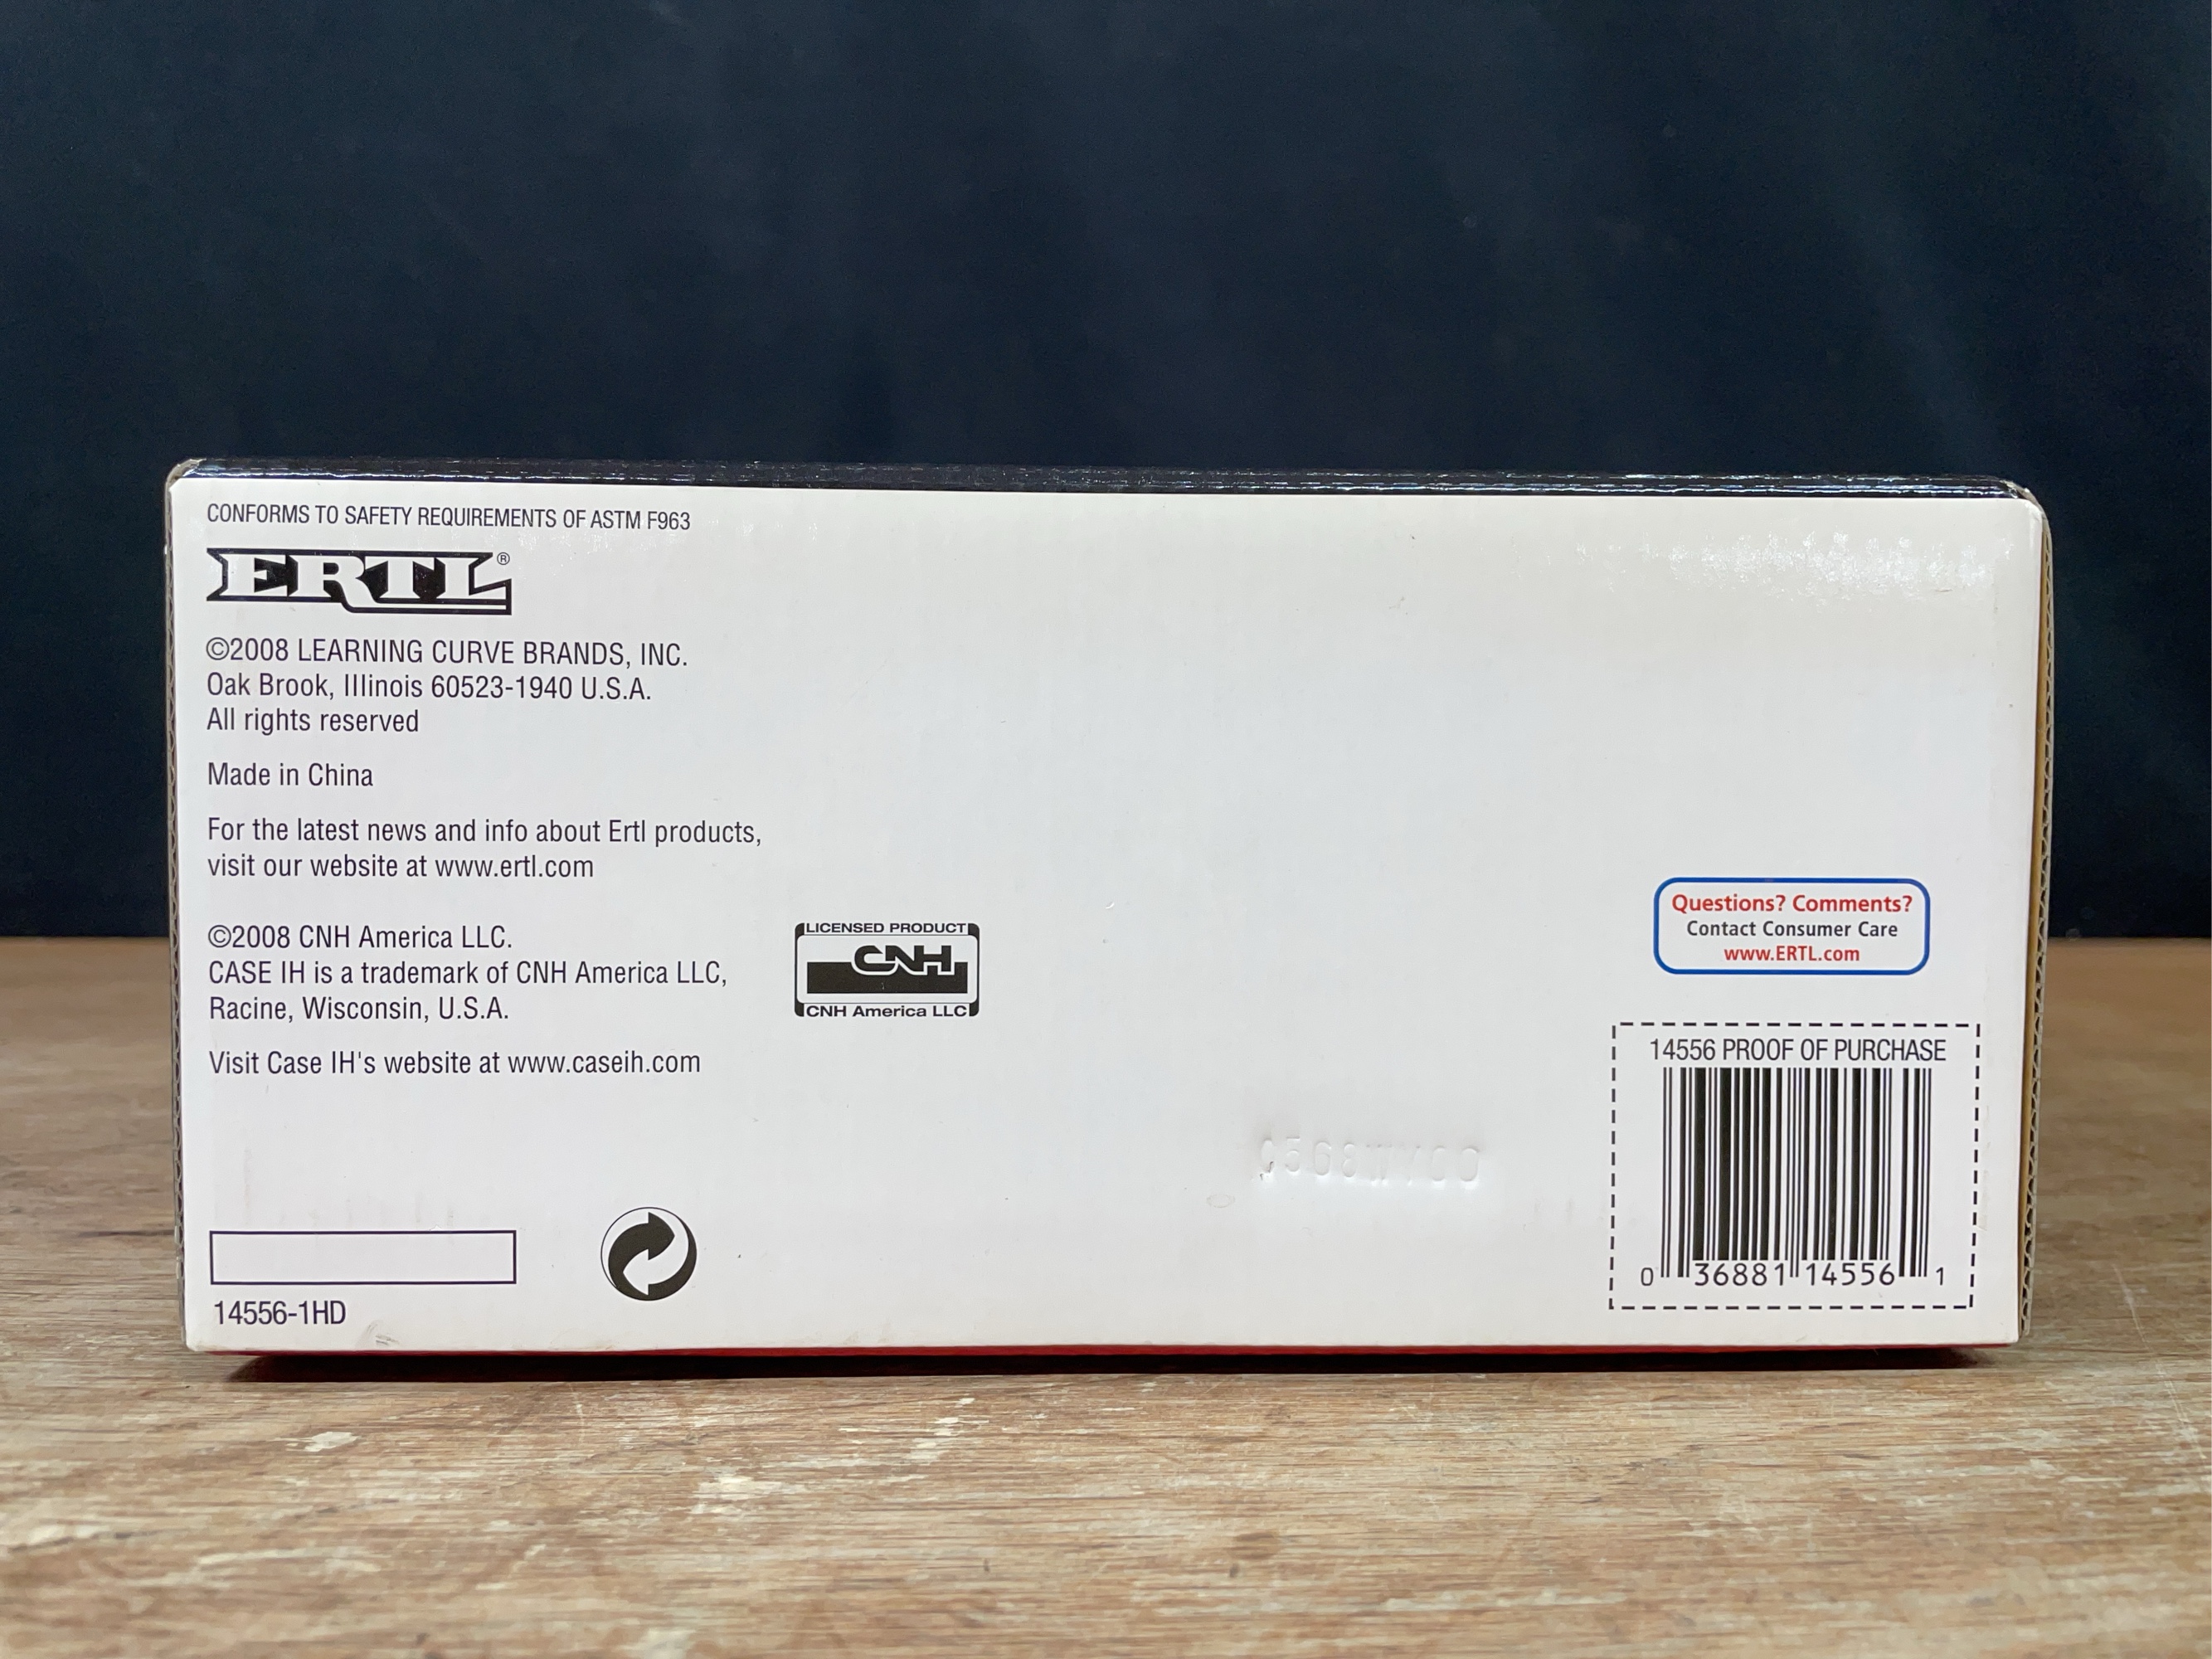 CONFORMS TO SAFETY REQUIREMENTS OF ASTM F963
ERTL®
©2008 LEARNING CURVE BRANDS, INC.
Oak Brook, Illinois 60523-1940 U.S.A.
All rights reserved
Made in China
For the latest news and info about Ertl products,
visit our website at www.ertl.com
©2008 CNH America LLC.
CASE IH is a trademark of CNH America LLC,
Racine, Wisconsin, U.S.A.
Visit Case IH's website at www.caseih.com
LICENSED PRODUCT
CNH
CNH America LLC
14556-1HD
Questions? Comments?
Contact Consumer Care
www.ERTL.com
14556 PROOF OF PURCHASE
0 36881 14556 1